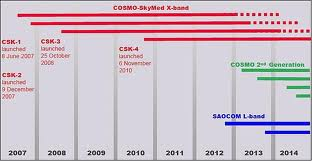 COSMO-SkyMed X-band
CSK-1
launched
8 June 2007
CSK-3
launched
25 October
2008
CSK-4
launched
6 November
2010
CSK-2
launched
9 December
2007
COSMO 2nd Generation
SAOCOM L-band
2007 2008 2009 2010 2011 2012 2013 2014